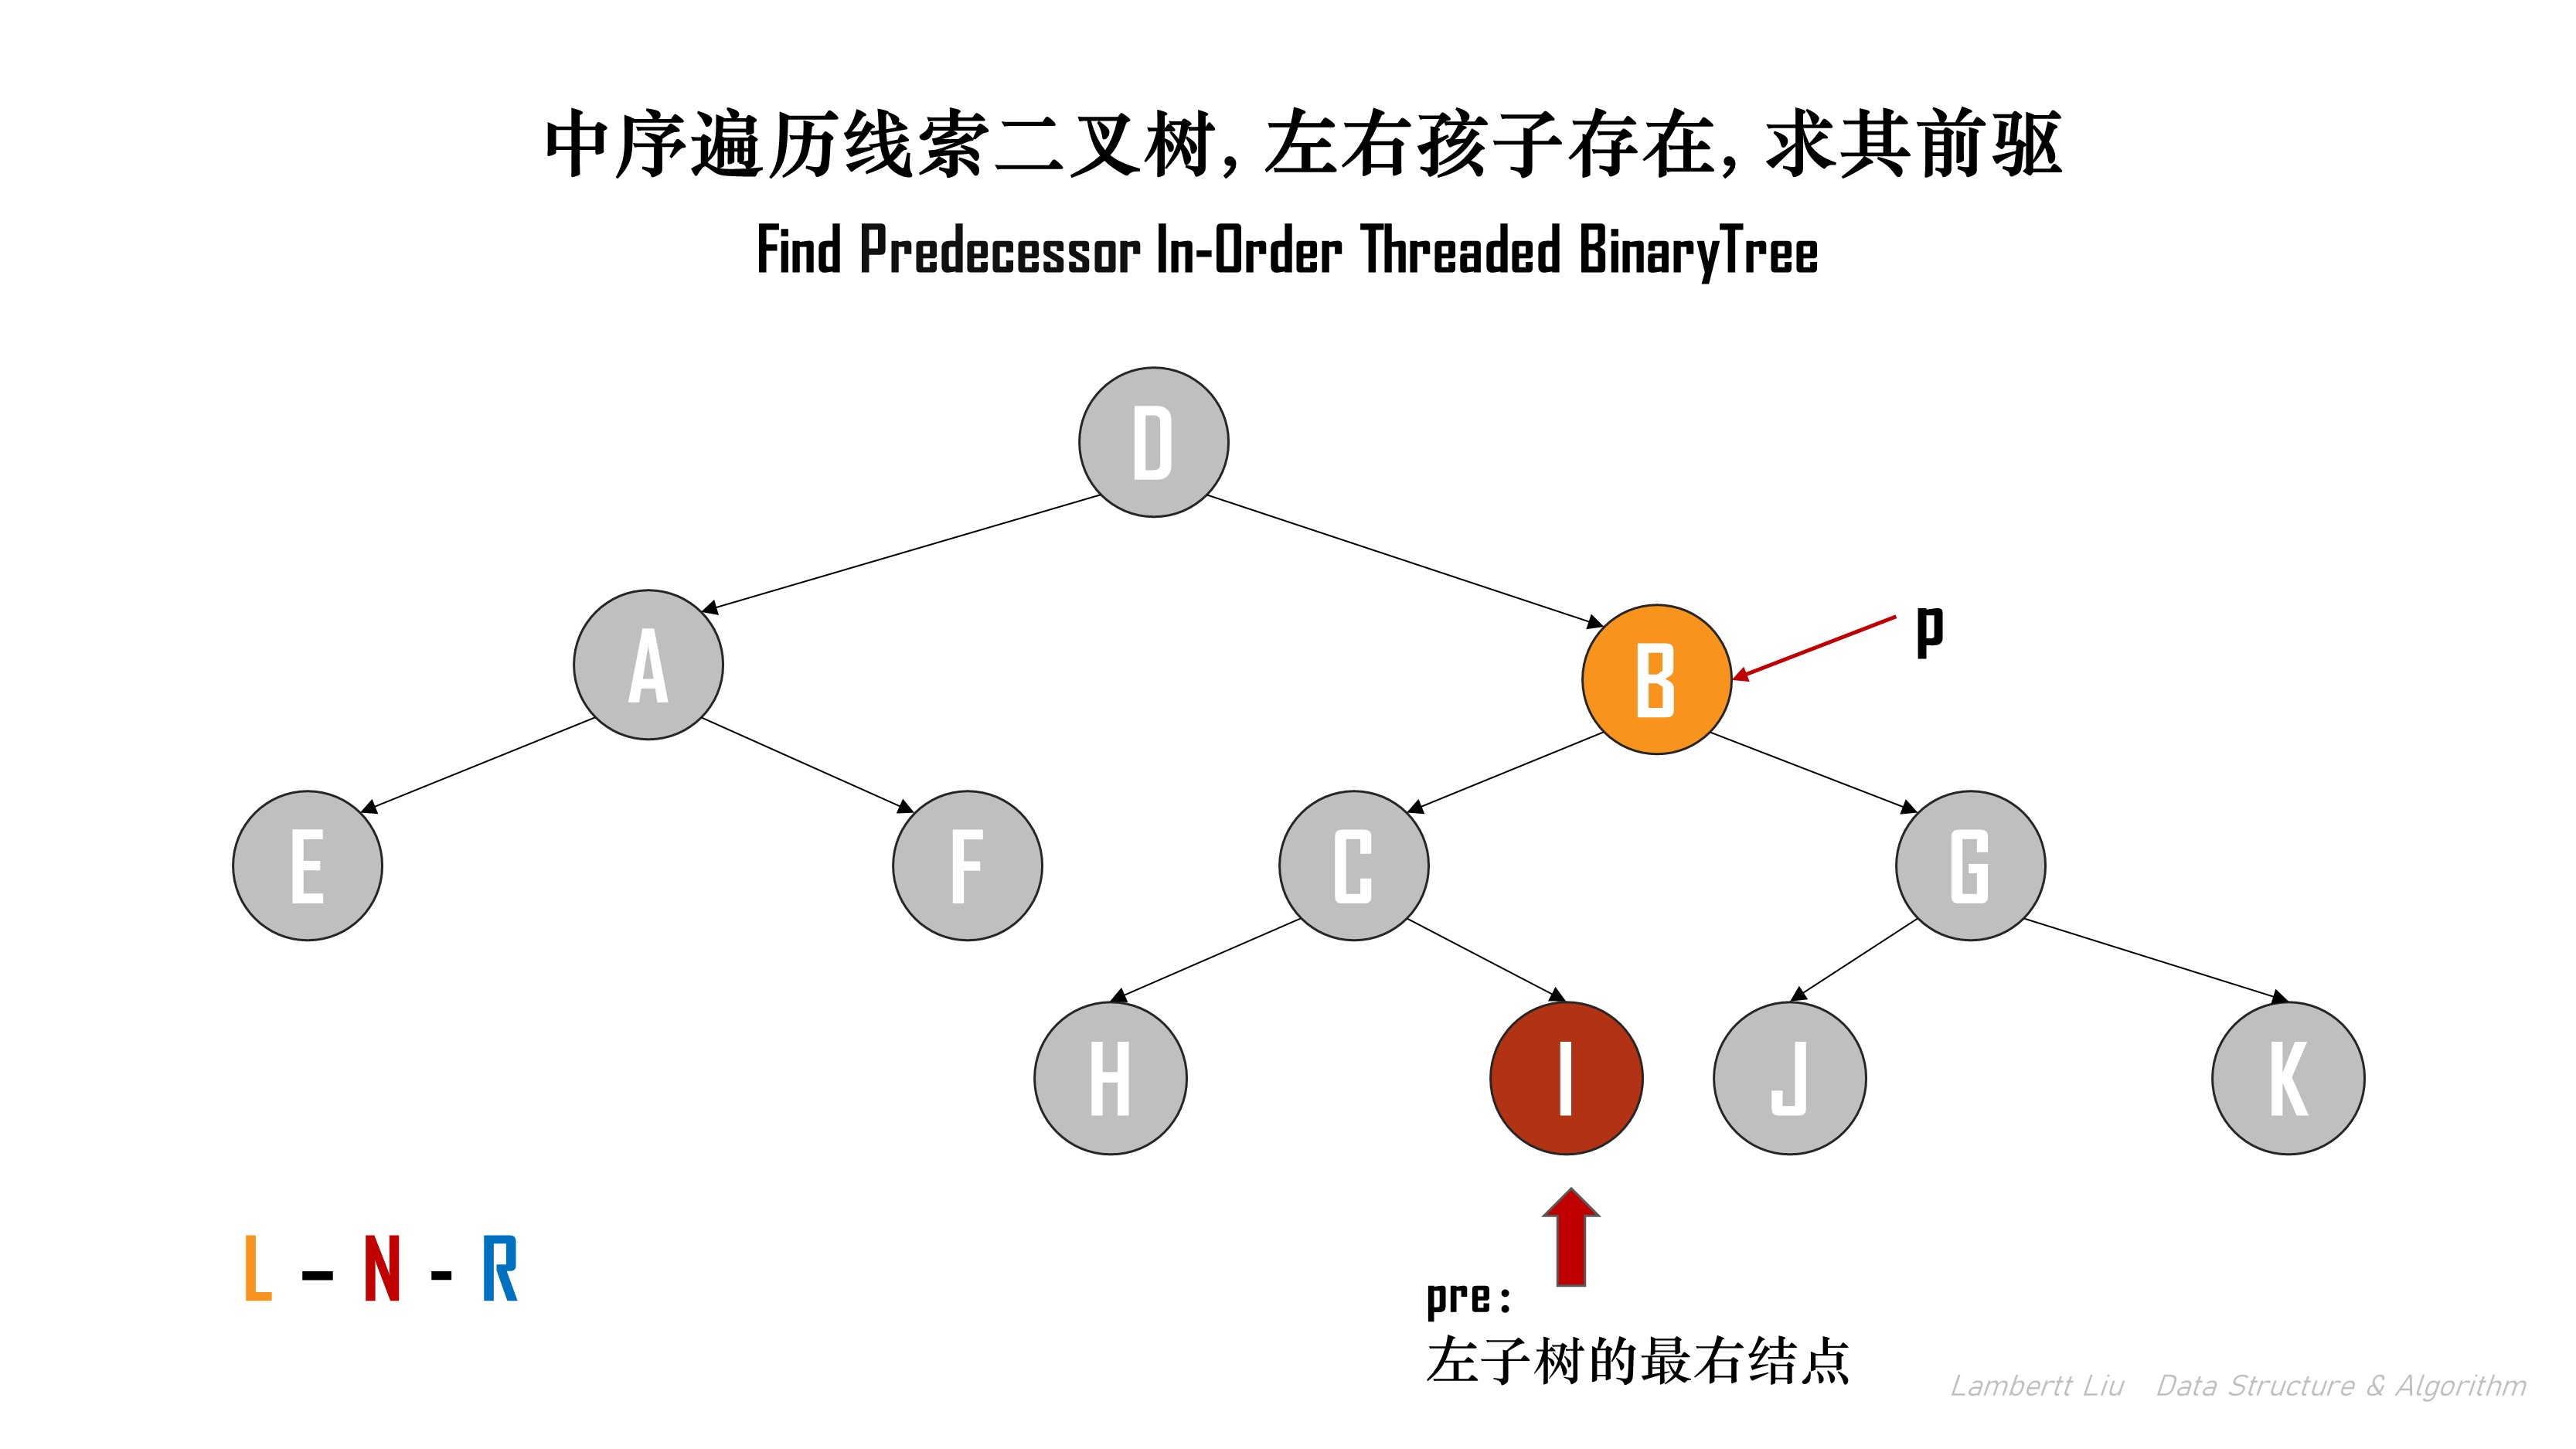 中序遍历线索二叉树, 左右孩子存在, 求其前驱
Find Predecessor In-Order Threaded BinaryTree
D
A
B
p
E
F
C
G
H
I
J
K
L – N - R
pre:
左子树的最右结点
Lambertt Liu Data Structure & Algorithm